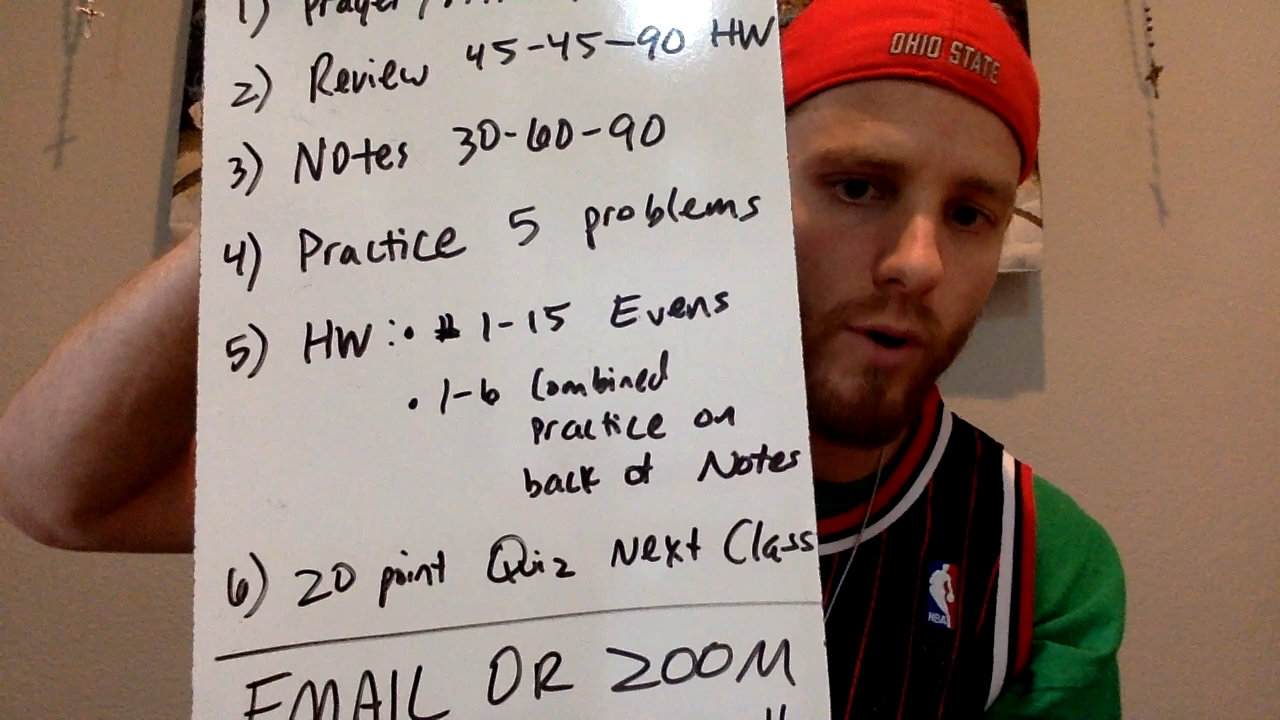 1) Prayer /
2) Review 45-45-90 HW
3) Notes 30-60-90
4) Practice 5 problems
5) HW: • # 1-15 Evens
• 1-6 Combined
practice on
back of Notes
6) 20 point Quiz Next Class
EMAIL OR ZOOM
OHIO STATE
NBA